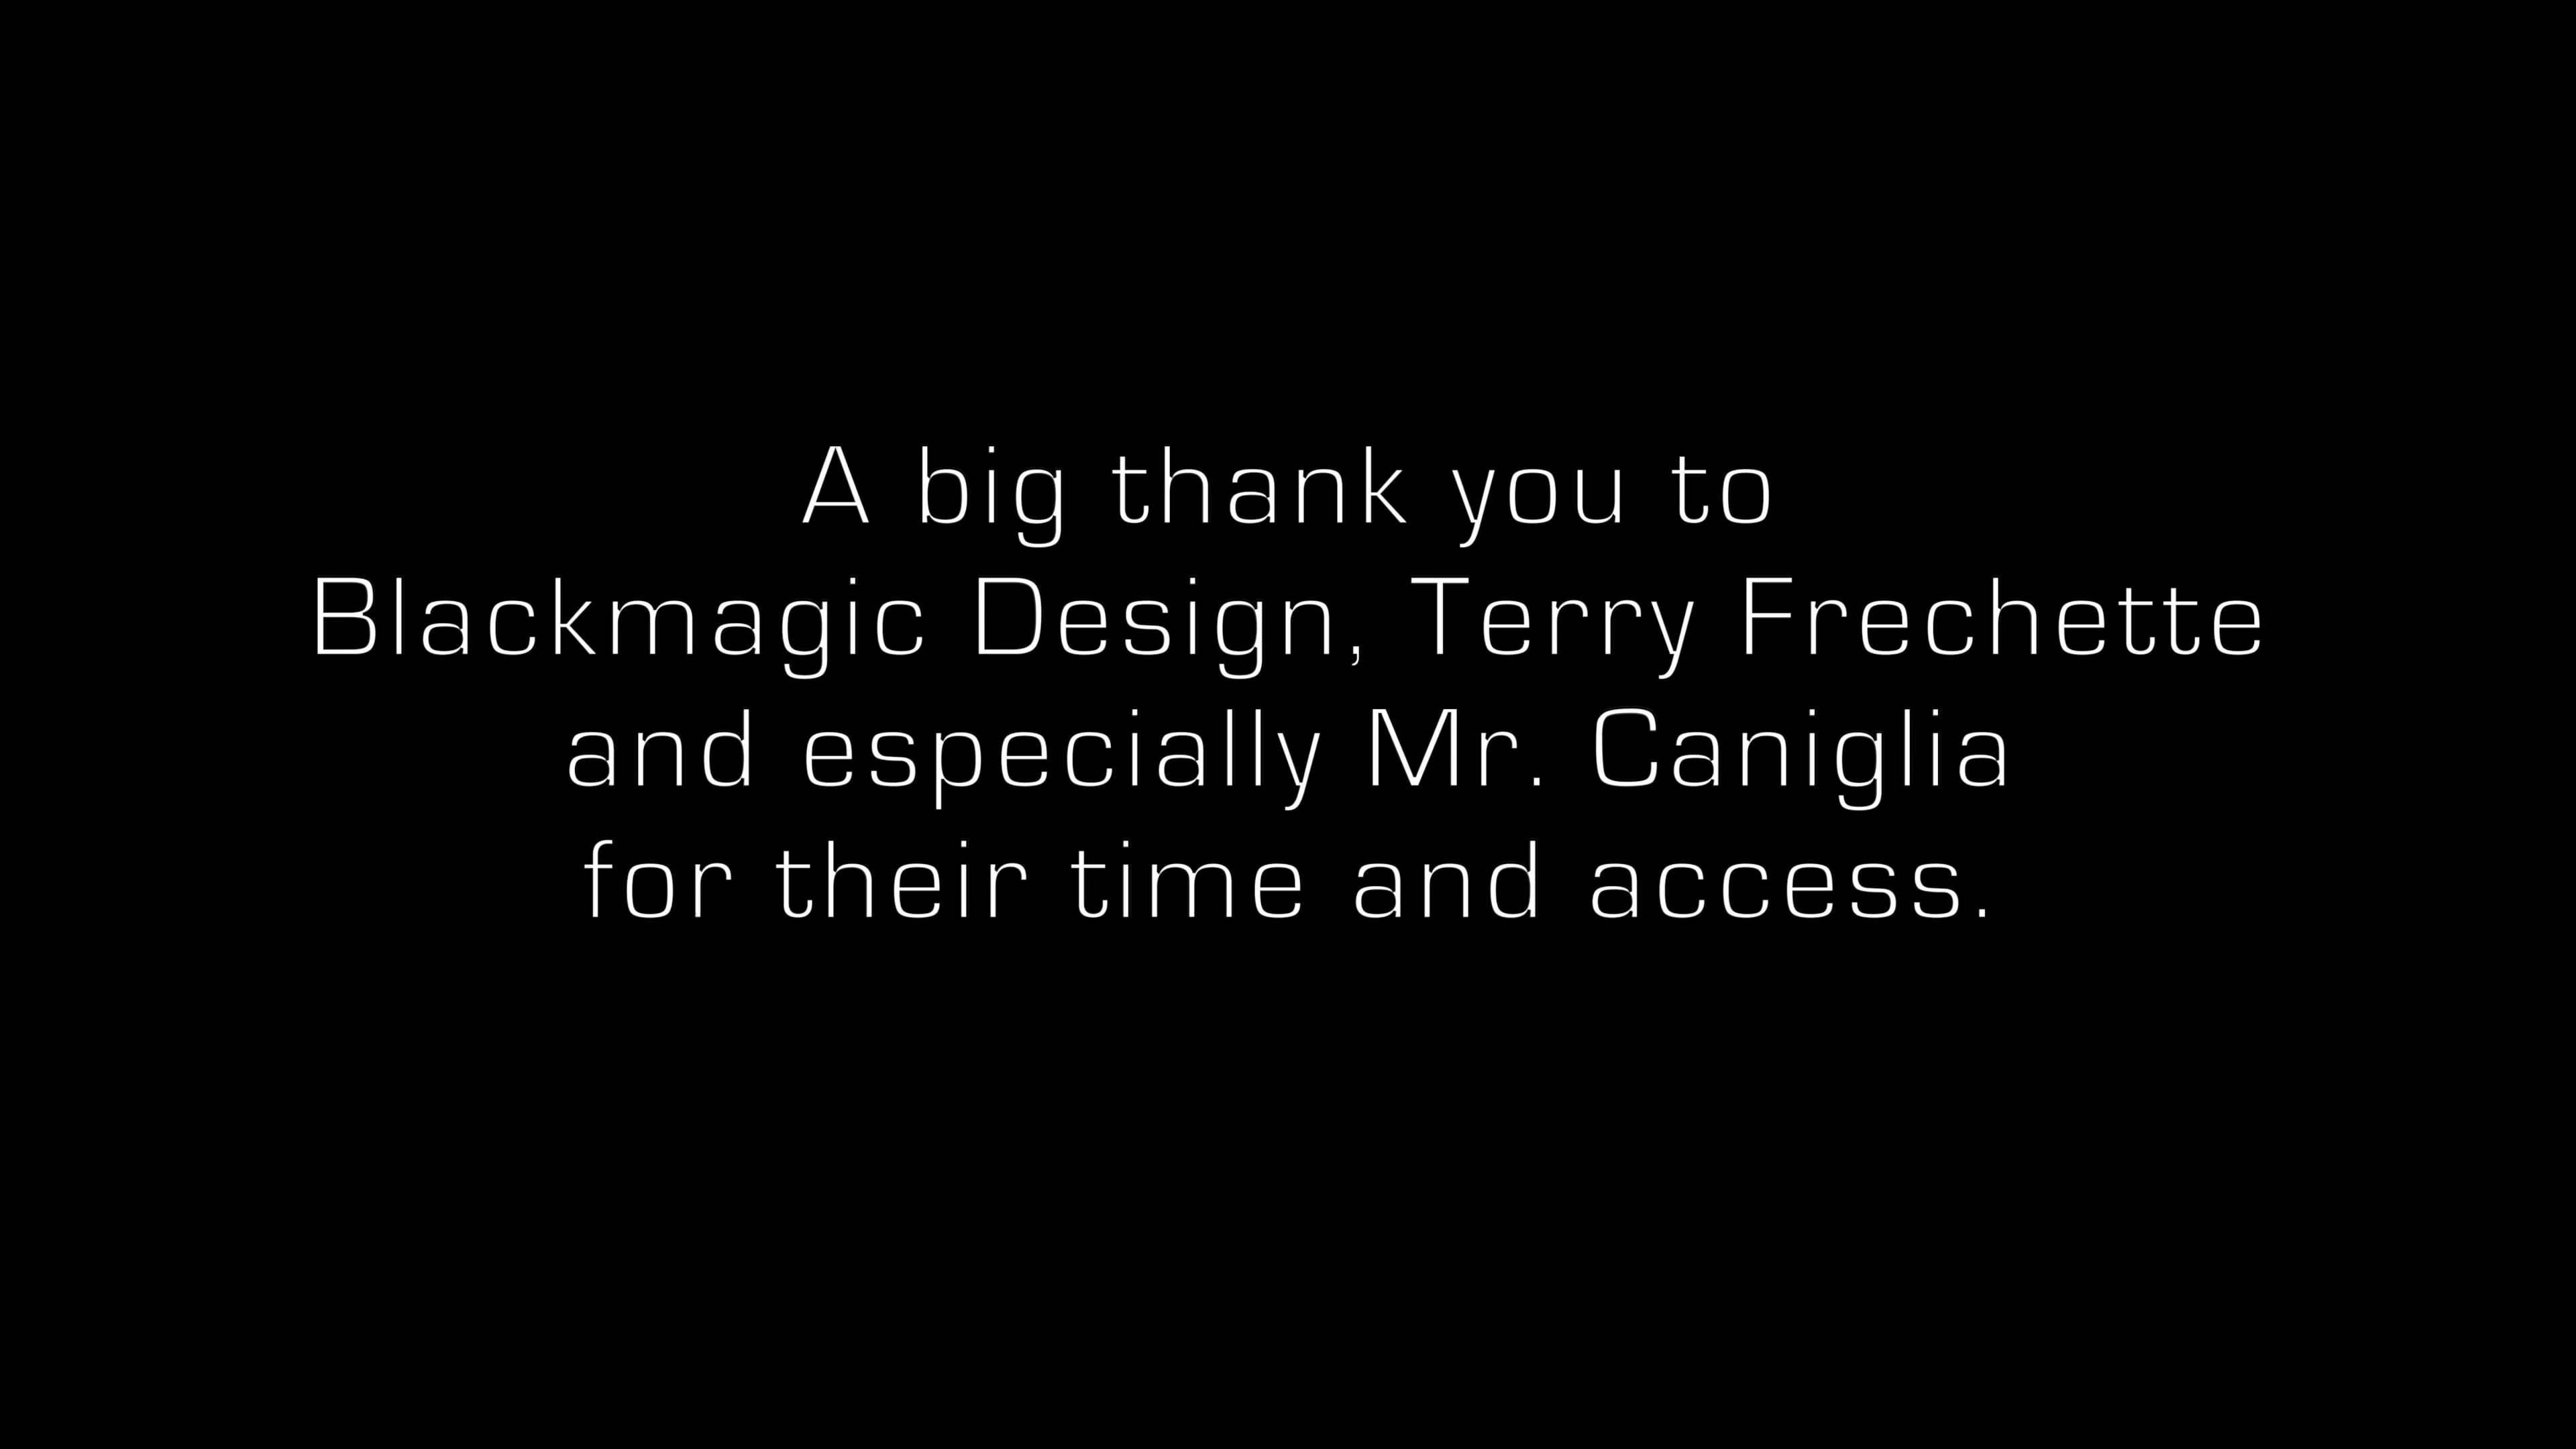 A big thank you to
Blackmagic Design, Terry Frechette
and especially Mr. Caniglia
for their time and access.